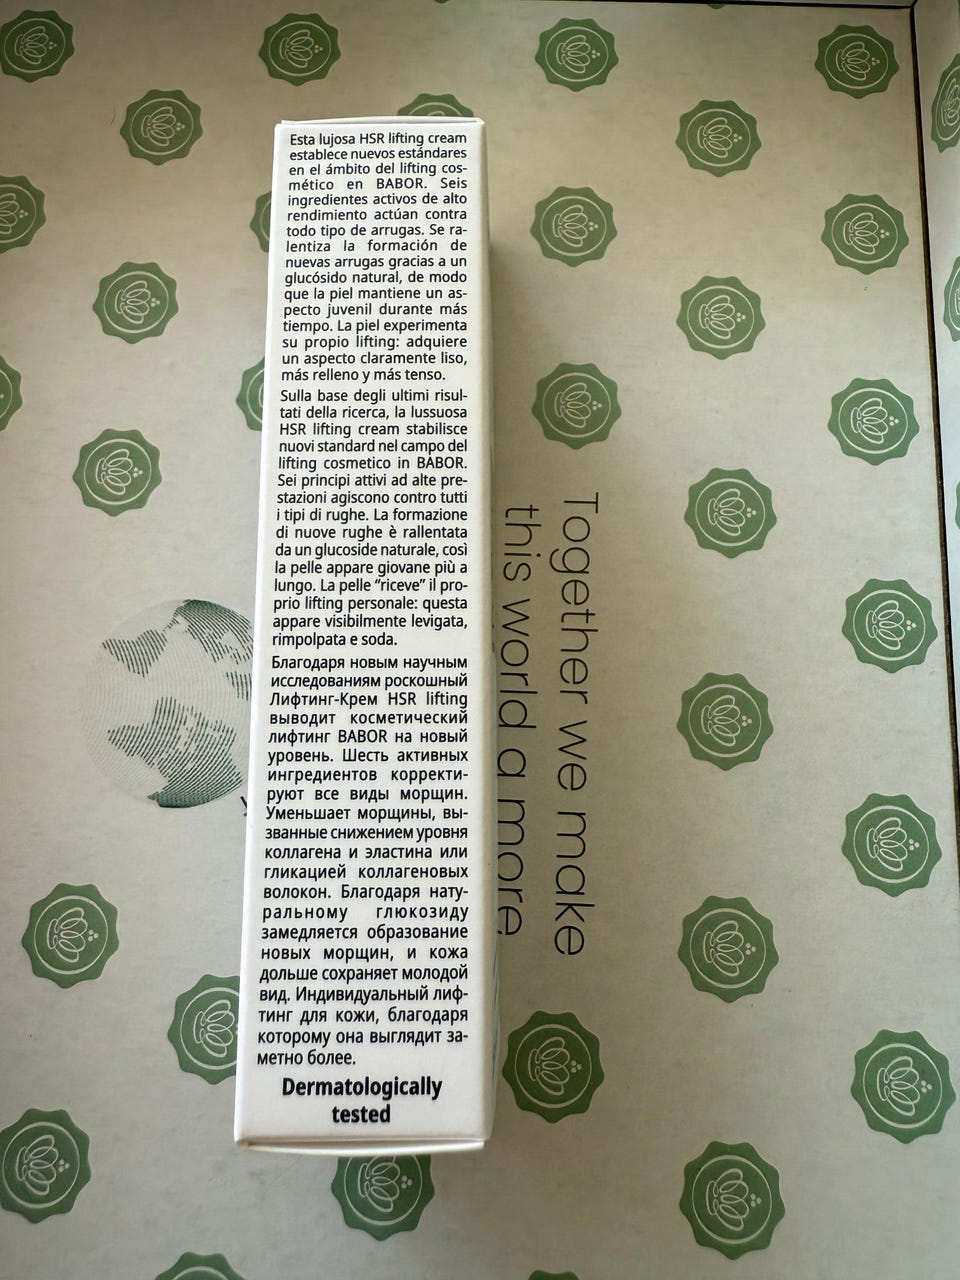 Esta lujosa HSR lifting cream
establece nuevos estándares
en el ámbito del lifting cos-
mético en BABOR. Seis
ingredientes activos de alto
rendimiento actúan contra
todo tipo de arrugas. Se ra-
lentiza la formación de
nuevas arrugas gracias a un
glucósido natural, de modo
que la piel mantiene un as-
pecto juvenil durante más
tiempo. La piel experimenta
su propio lifting: adquiere
un aspecto claramente liso,
más relleno y más tenso.
Sulla base degli ultimi risul-
tati della ricerca, la lussuosa
HSR lifting cream stabilisce
nuovi standard nel campo del
lifting cosmetico in BABOR.
Sei principi attivi ad alte pre-
stazioni agiscono contro tutti
i tipi di rughe. La formazione
di nuove rughe è rallentata
da un glucoside naturale, così
la pelle appare giovane più a
lungo. La pelle “riceve” il pro-
prio lifting personale: questa
appare visibilmente levigata,
rimpolpata e soda.
Благодаря новым научным
исследованиям роскошный
Лифтинг-Крем HSR lifting
выводит косметический
лифтинг BABOR на новый
уровень. Шесть активных
ингредиентов корректи-
руют все виды морщин.
Уменьшает морщины, вы-
званные снижением уровня
коллагена и эластина или
гликацией коллагеновых
волокон. Благодаря нату-
ральному глюкозиду
замедляется образование
новых морщин, и кожа
дольше сохраняет молодой
вид. Индивидуальный лиф-
тинг для кожи, благодаря
которому она выглядит за-
метно более.
Dermatologically
tested
Together we make
this world a more